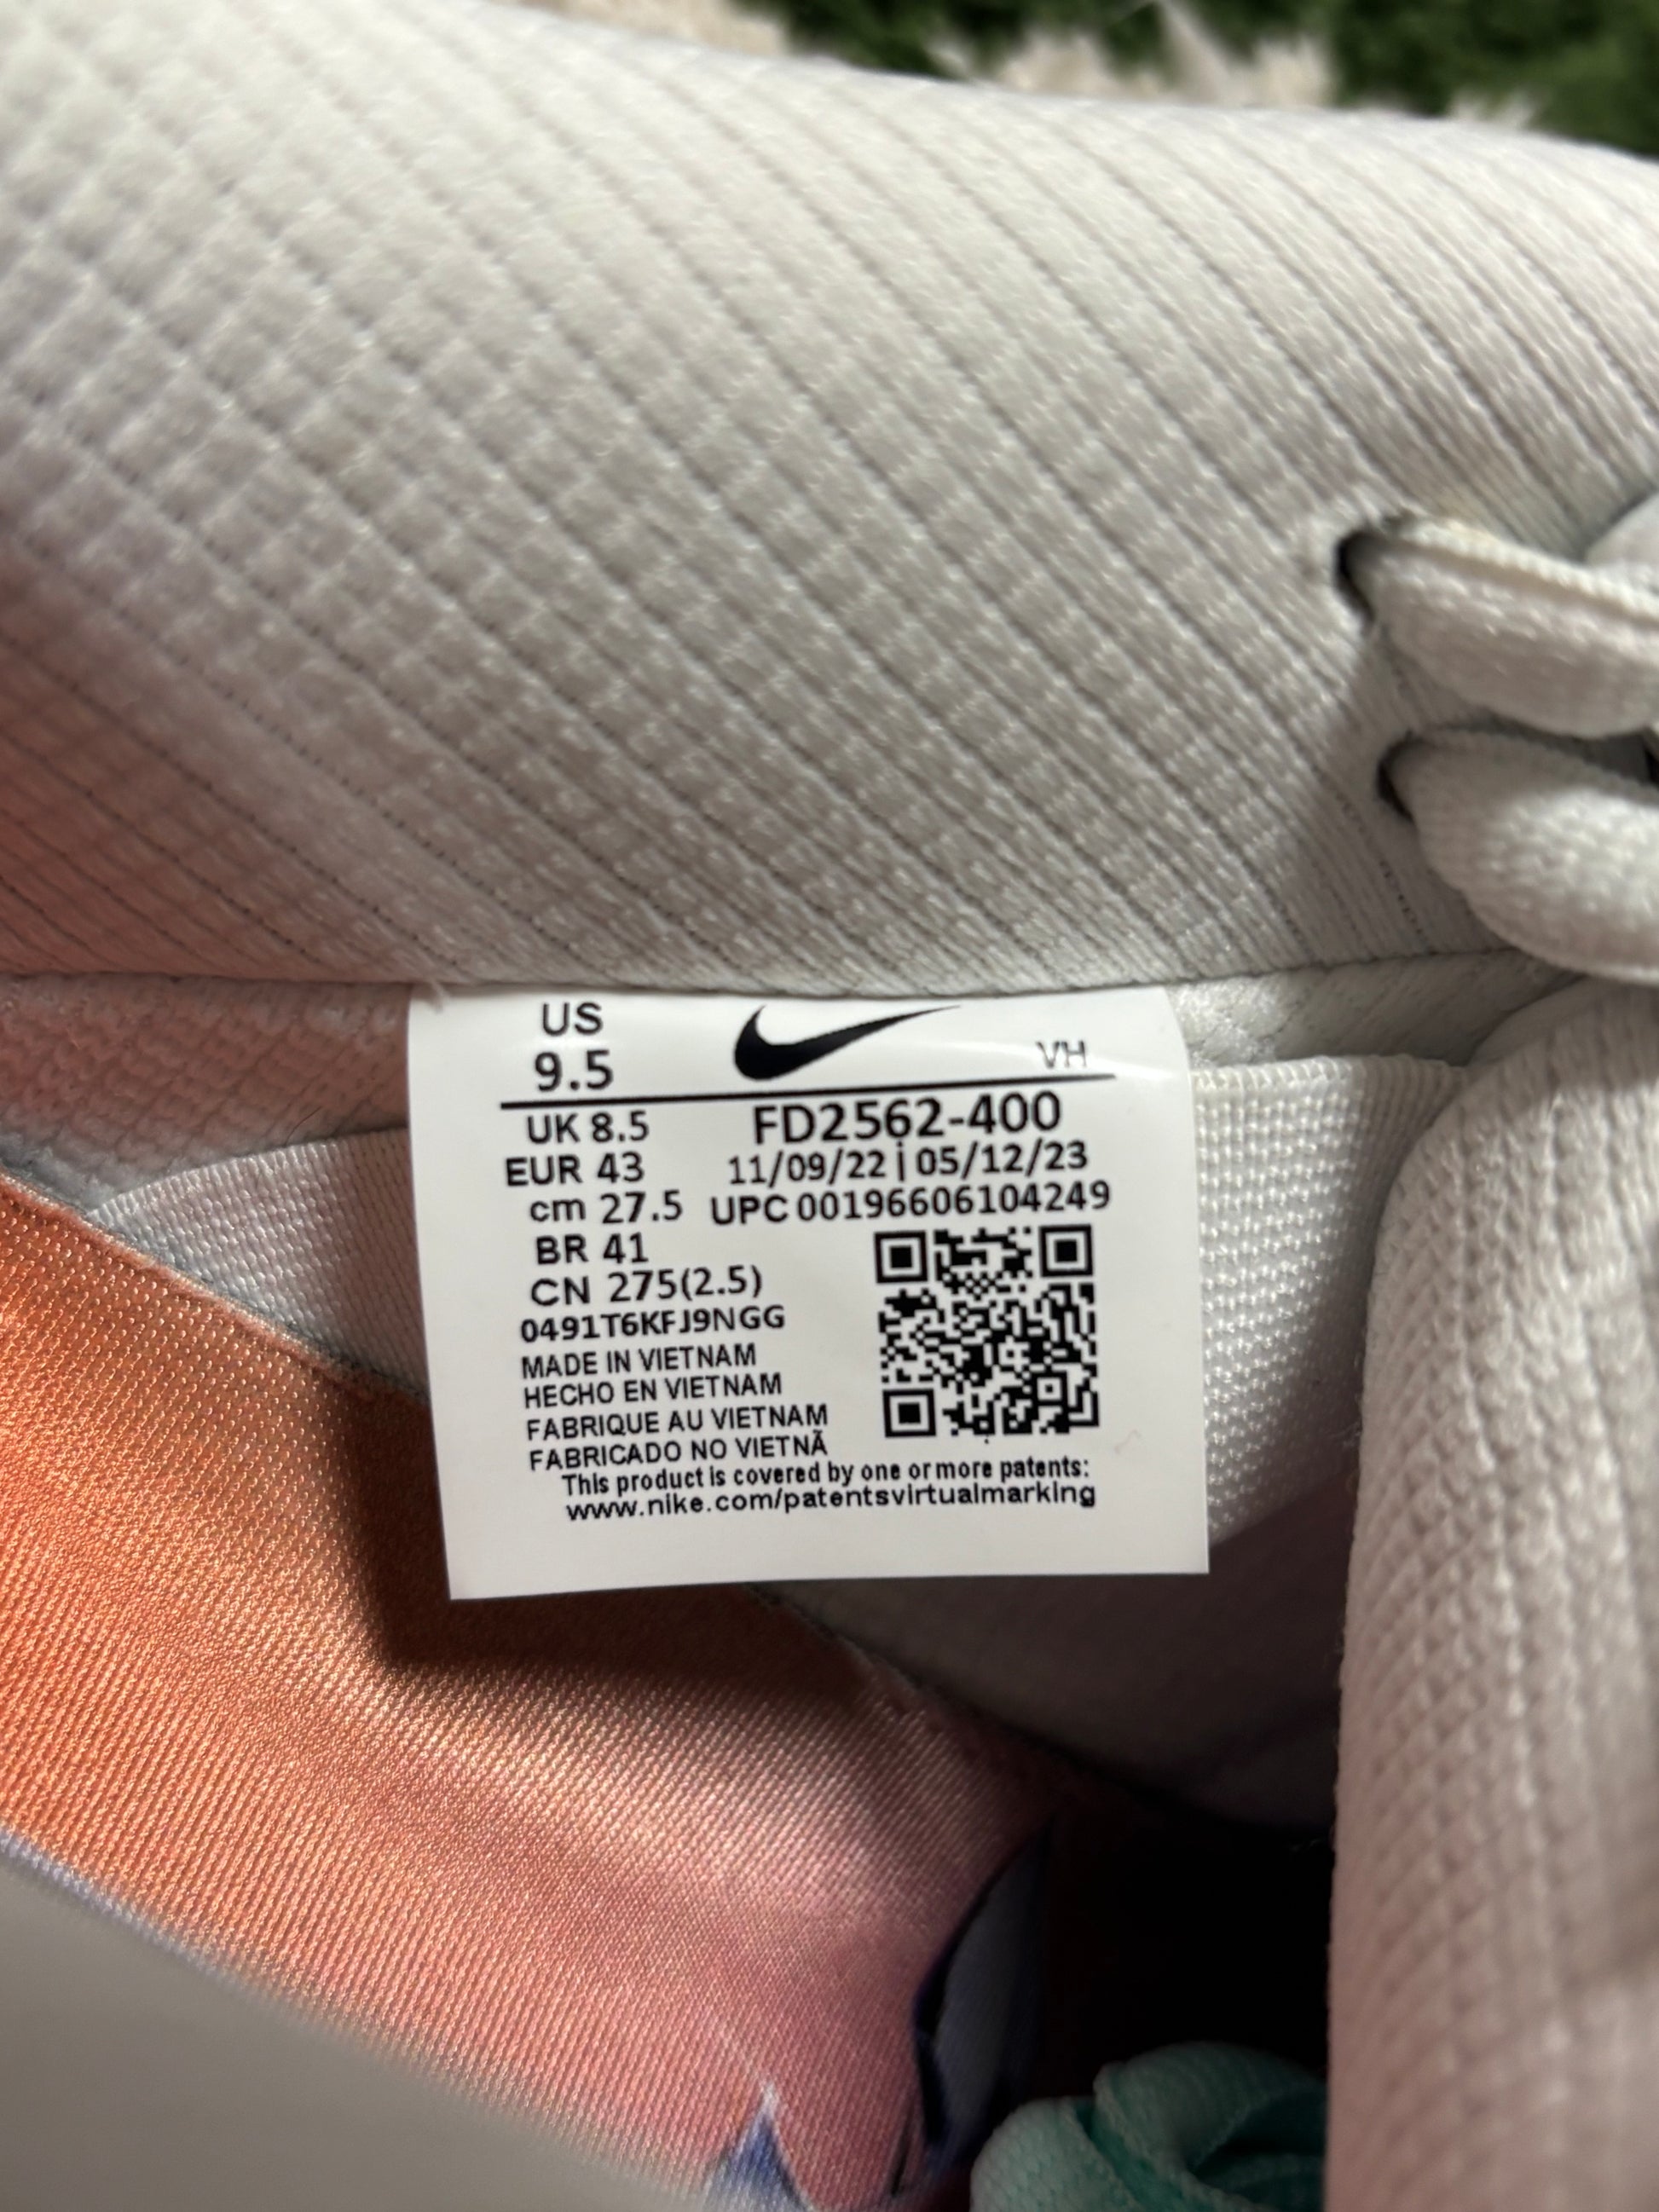 US
9.5
VH
UK 8.5
FD2562-400
EUR 43
11/09/22 | 05/12/23
cm 27.5
UPC 00196606104249
BR 41
CN 275(2.5)
0491T6KFJ9NGG
MADE IN VIETNAM
HECHO EN VIETNAM
FABRIQUE AU VIETNAM
FABRICADO NO VIETNÃ
This product is covered by one or more patents:
www.nike.com/patentsvirtualmarking